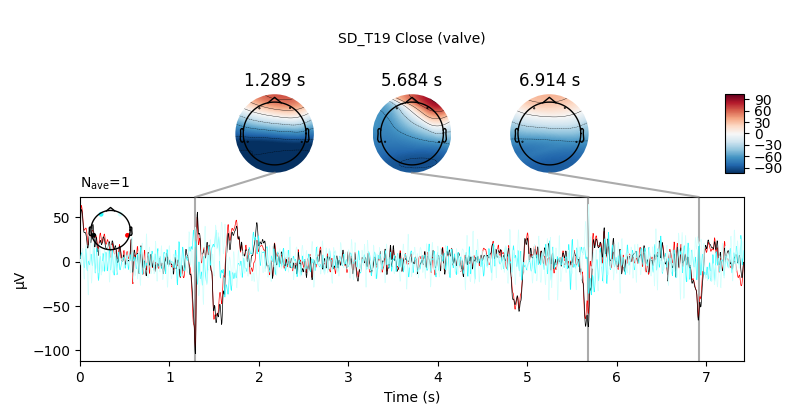 SD_T19 Close (valve)
1.289 s 5.684 s 6.914 s
90
60
30
0
−30
−60
−90
Nave=1
50
0
−50
−100
µV
0 1 2 3 4 5 6 7
Time (s)